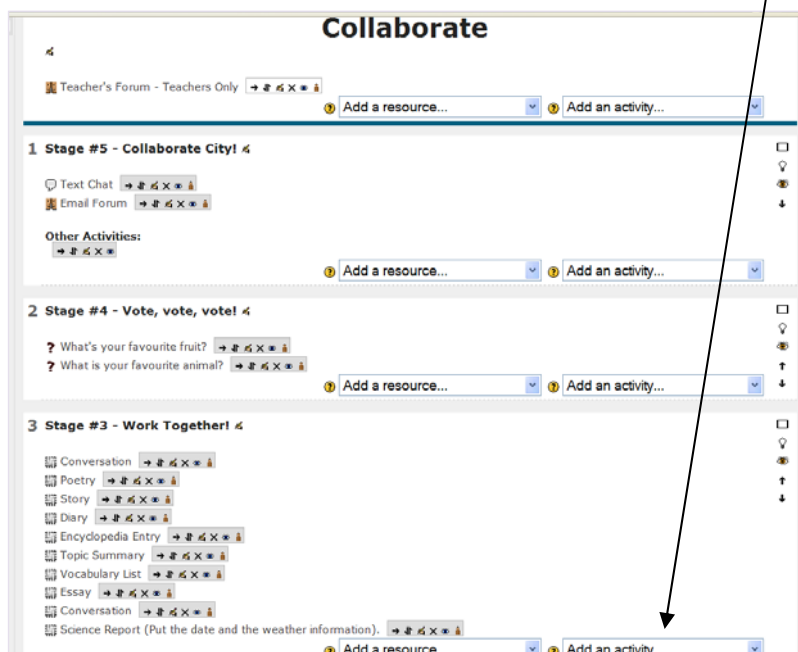 Collaborate
Teacher's Forum - Teachers Only
Add a resource... Add an activity...
1 Stage #5 - Collaborate City!
Text Chat
Email Forum
Other Activities:
Add a resource... Add an activity...
2 Stage #4 - Vote, vote, vote!
? What's your favourite fruit?
? What is your favourite animal?
Add a resource... Add an activity...
3 Stage #3 - Work Together!
Conversation
Poetry
Story
Diary
Encyclopedia Entry
Topic Summary
Vocabulary List
Essay
Conversation
Science Report (Put the date and the weather information).
Add a resource... Add an activity...